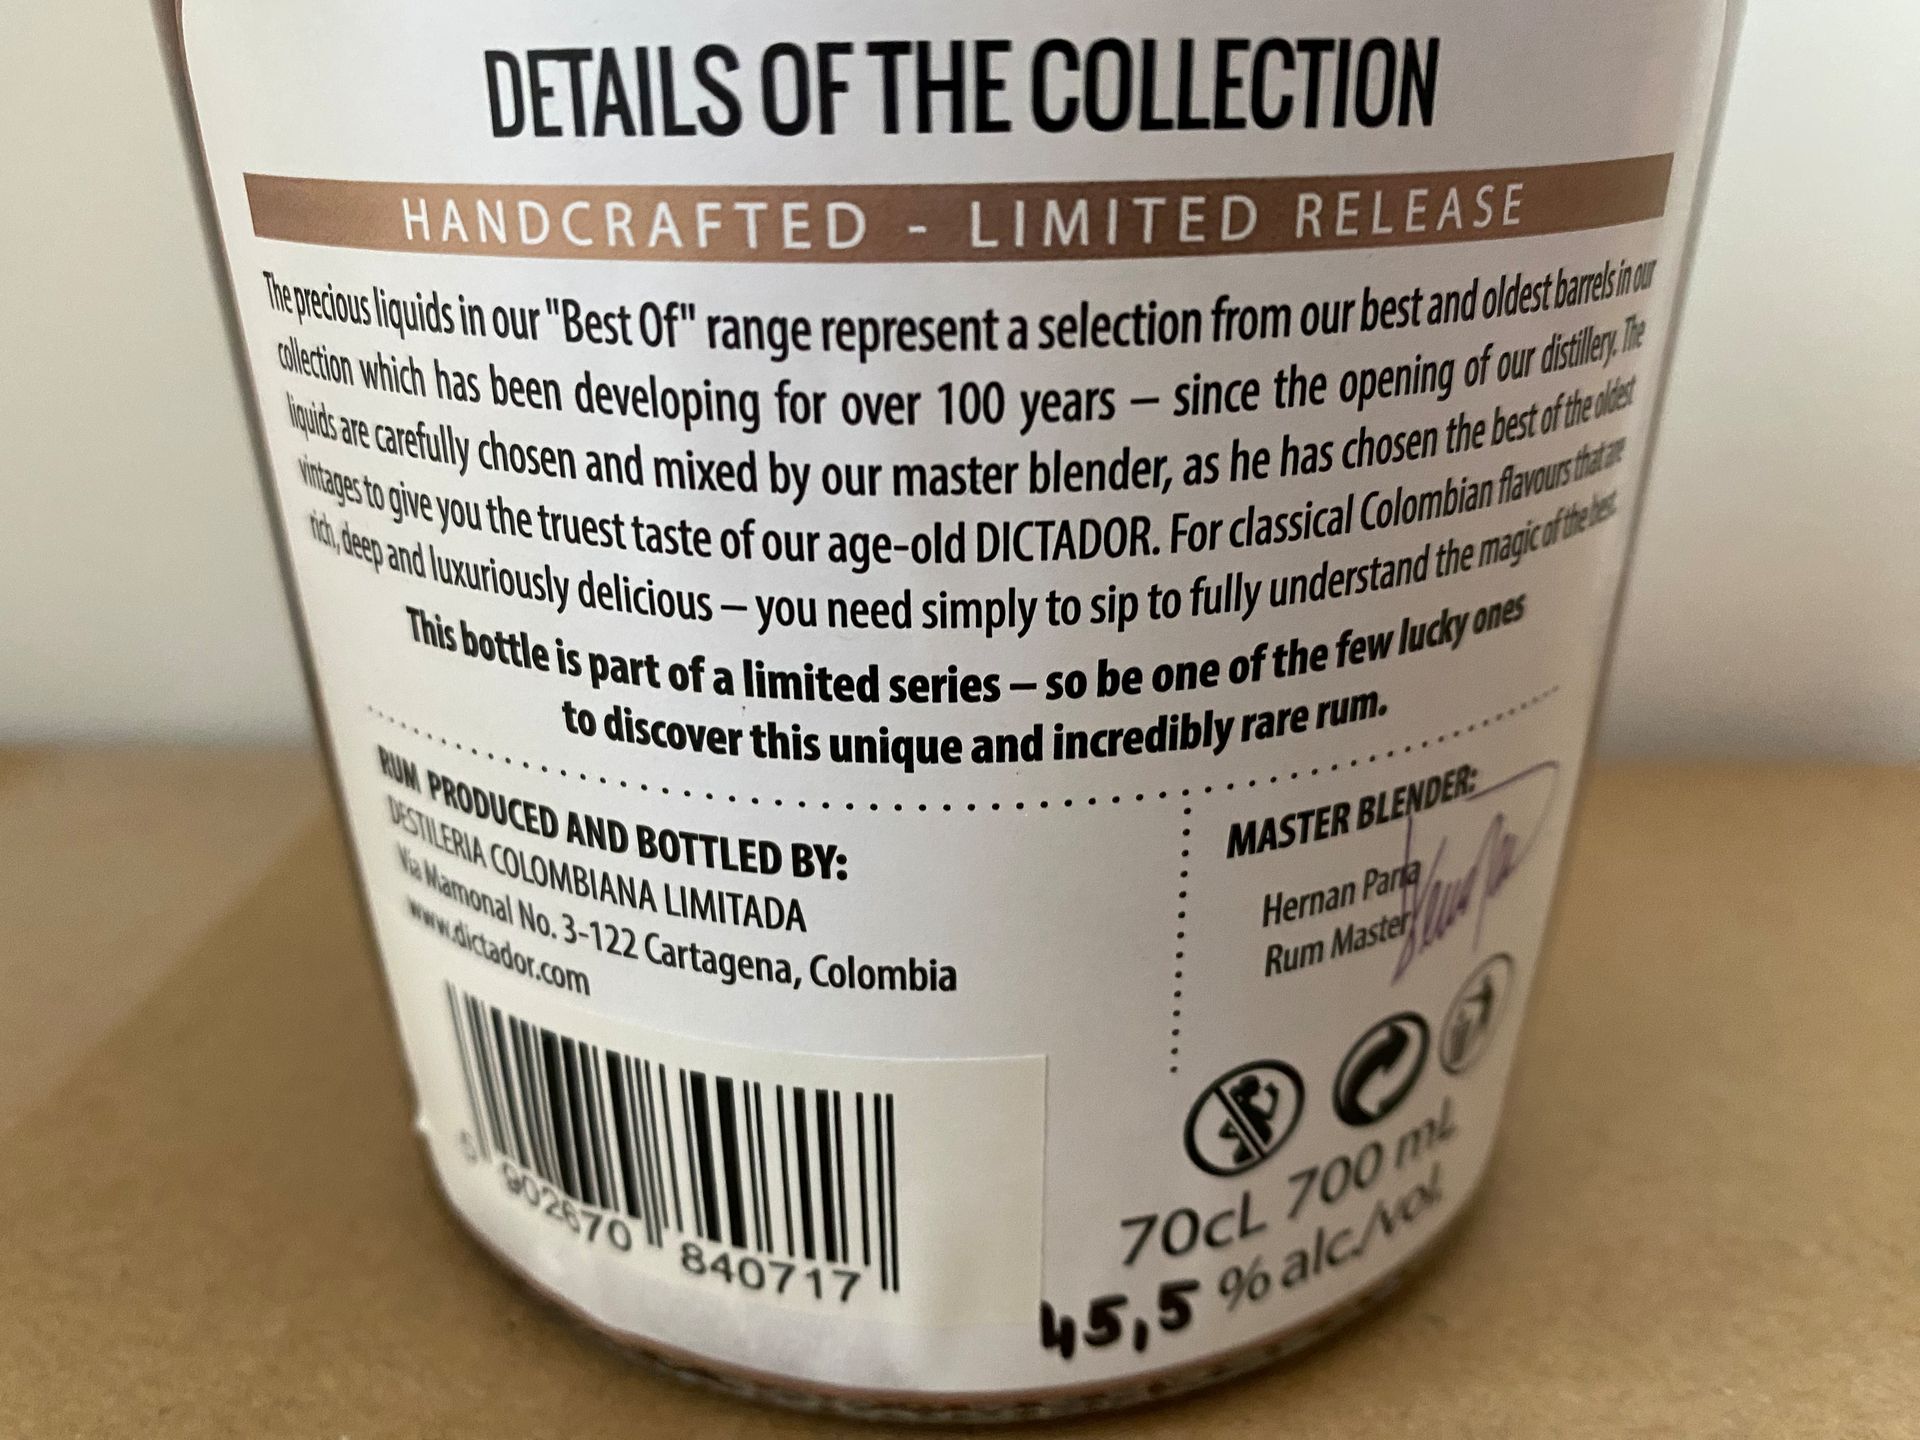 DETAILS OF THE COLLECTION
HANDCRAFTED - LIMITED RELEASE
The precious liquids in our "Best Of" range represent a selection from our best and oldest barrels in our
collection which has been developing for over 100 years – since the opening of our distillery. The
liquids are carefully chosen and mixed by our master blender, as he has chosen the best of the oldest
vintages to give you the truest taste of our age-old DICTADOR. For classical Colombian flavours that are
rich, deep and luxuriously delicious – you need simply to sip to fully understand the magic of the best.
This bottle is part of a limited series – so be one of the few lucky ones
to discover this unique and incredibly rare rum.
RUM PRODUCED AND BOTTLED BY:
DESTILERIA COLOMBIANA LIMITADA
Via Mamonal No. 3-122 Cartagena, Colombia
www.dictador.com
MASTER BLENDER:
Hernan Parra
Rum Master
5 902670 840717
70cL 700 mL
45,5 % alc./vol.